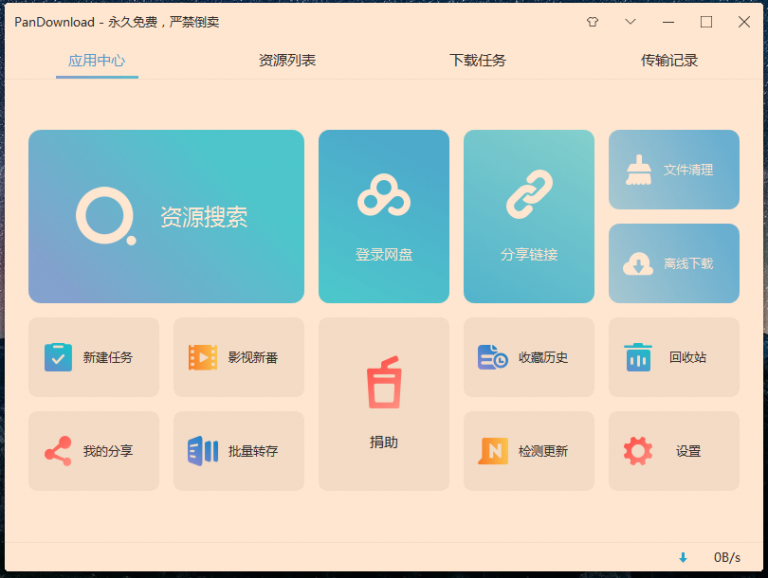 PanDownload - 永久免费，严禁倒卖
应用中心
资源列表
下载任务
传输记录
资源搜索
登录网盘
分享链接
文件清理
离线下载
新建任务
影视新番
捐助
收藏历史
回收站
我的分享
批量转存
检测更新
设置
0B/s